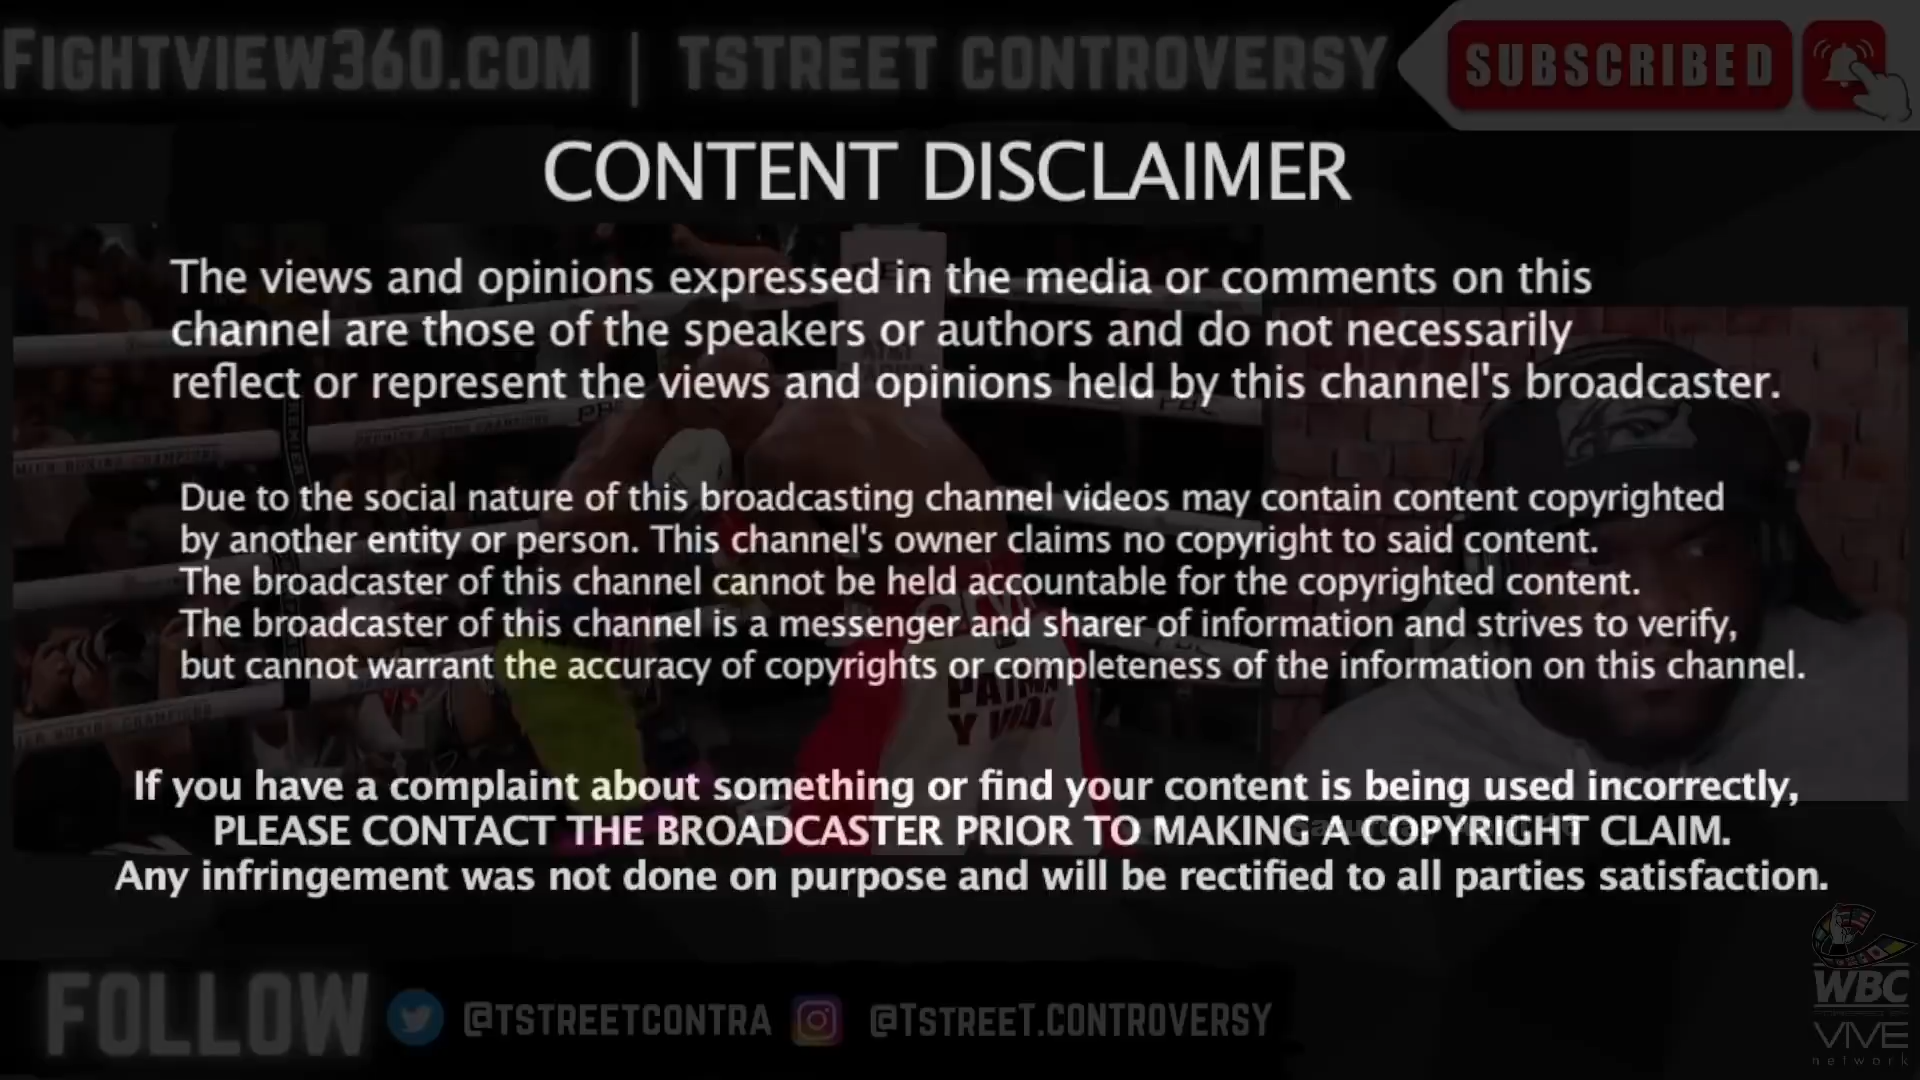 FIGHTVIEW360.COM | TSTREET CONTROVERSY
SUBSCRIBED
CONTENT DISCLAIMER
The views and opinions expressed in the media or comments on this
channel are those of the speakers or authors and do not necessarily
reflect or represent the views and opinions held by this channel's broadcaster.
Due to the social nature of this broadcasting channel videos may contain content copyrighted
by another entity or person. This channel's owner claims no copyright to said content.
The broadcaster of this channel cannot be held accountable for the copyrighted content.
The broadcaster of this channel is a messenger and sharer of information and strives to verify,
but cannot warrant the accuracy of copyrights or completeness of the information on this channel.
PATRIA
Y VIDA
If you have a complaint about something or find your content is being used incorrectly,
PLEASE CONTACT THE BROADCASTER PRIOR TO MAKING A COPYRIGHT CLAIM.
Any infringement was not done on purpose and will be rectified to all parties satisfaction.
FOLLOW @TSTREETCONTRA @TSTREET.CONTROVERSY
WBC
VIVE
network